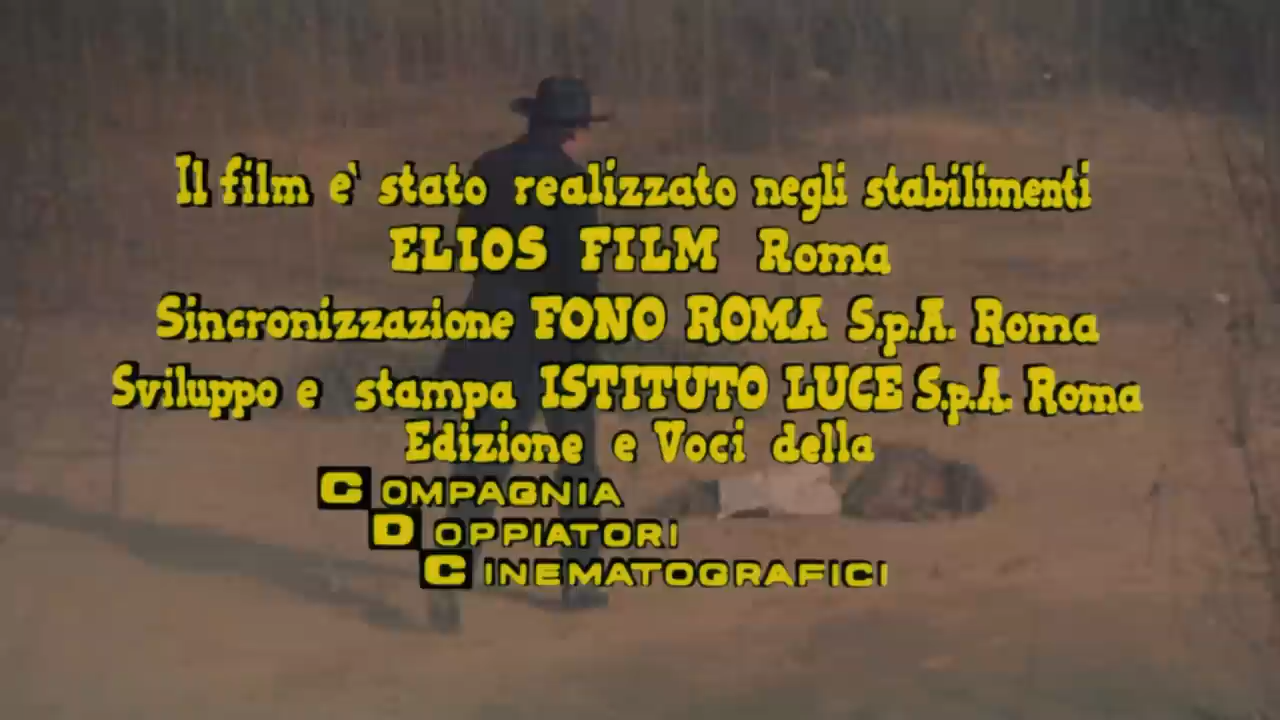 Il film e' stato realizzato negli stabilimenti
ELIOS FILM Roma
Sincronizzazione FONO ROMA S.p.A. Roma
Sviluppo e stampa ISTITUTO LUCE S.p.A. Roma
Edizione e Voci della
COMPAGNIA
DOPPIATORI
CINEMATOGRAFICI